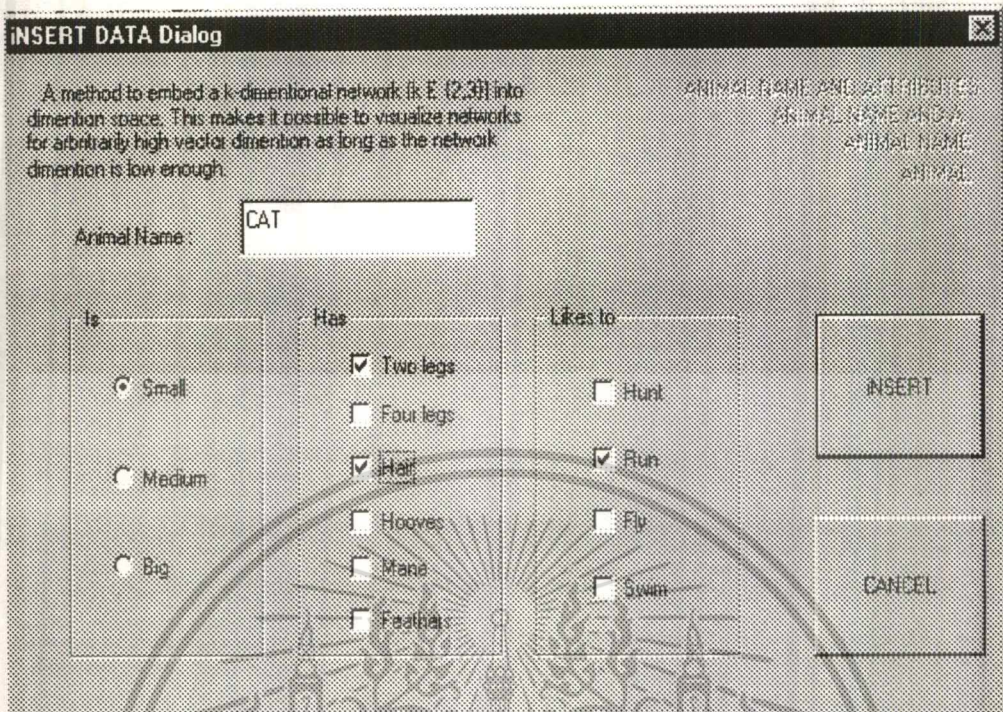 iNSERT DATA Dialog
A method to embed a k-dimentional network (k E {2,3}) into
dimention space. This makes it possible to visualize networks
for arbritrarily high vector dimention as long as the network
dimention is low enough.
ANIMAL NAME AND ATTRIBUTES
ANIMAL NAME AND A
ANIMAL NAME
ANIMAL
Animal Name :
CAT
Is
Small
Medium
Big
Has
Two legs
Four legs
Hair
Hooves
Mane
Feathers
Likes to
Hunt
Run
Fly
Swim
iNSERT
CANCEL